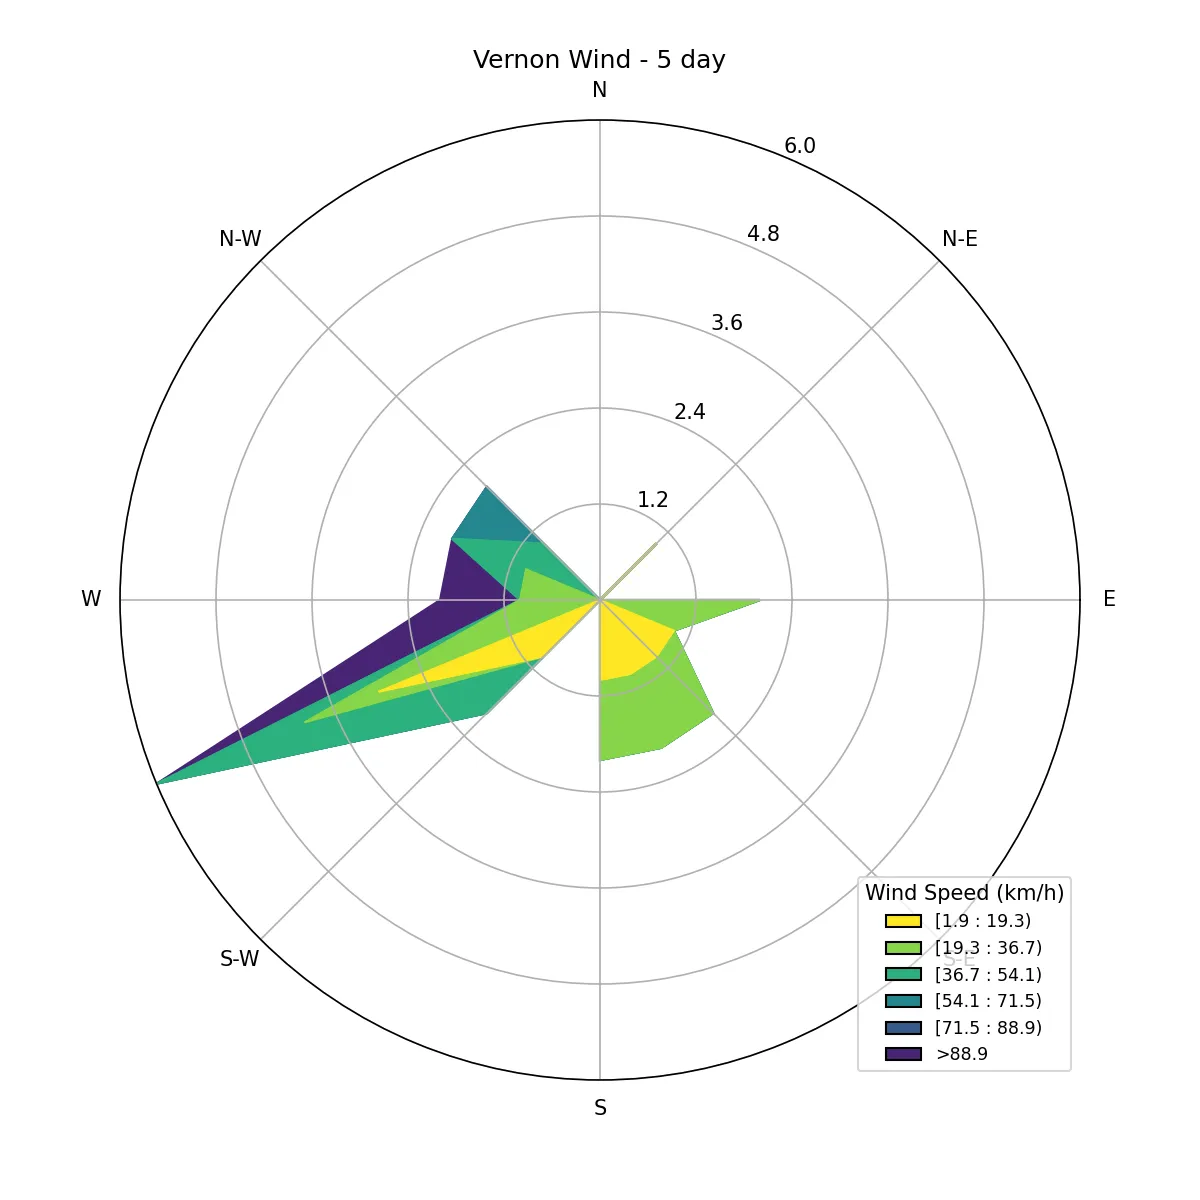 Vernon Wind - 5 day
N
6.0
4.8
N-W
N-E
3.6
2.4
1.2
W
E
S-W
S-E
Wind Speed (km/h)
[1.9 : 19.3)
[19.3 : 36.7)
[36.7 : 54.1)
[54.1 : 71.5)
[71.5 : 88.9)
>88.9
S